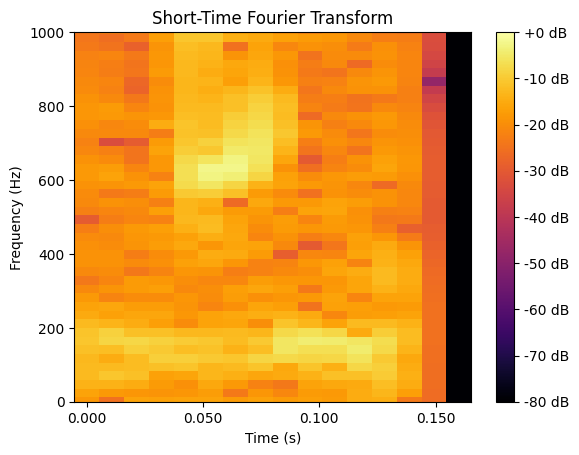 Short-Time Fourier Transform
1000
800
600
400
200
0
Frequency (Hz)
0.000
0.050
0.100
0.150
Time (s)
+0 dB
-10 dB
-20 dB
-30 dB
-40 dB
-50 dB
-60 dB
-70 dB
-80 dB